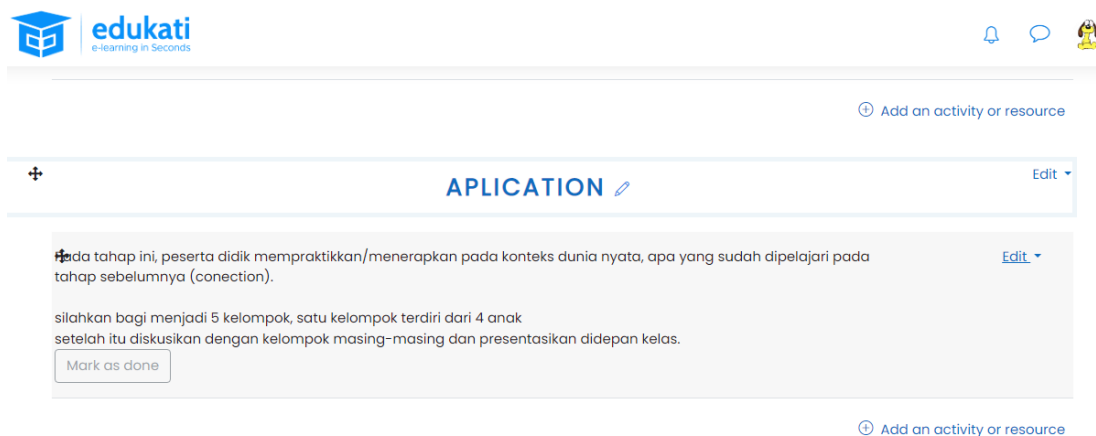 edukati
e-learning in Seconds
Add an activity or resource
APLICATION
Edit
tahap ini, peserta didik mempraktikkan/menerapkan pada konteks dunia nyata, apa yang sudah dipelajari pada
Edit
tahap sebelumnya (conection).
silahkan bagi menjadi 5 kelompok, satu kelompok terdiri dari 4 anak
setelah itu diskusikan dengan kelompok masing-masing dan presentasikan didepan kelas.
Mark as done
Add an activity or resource